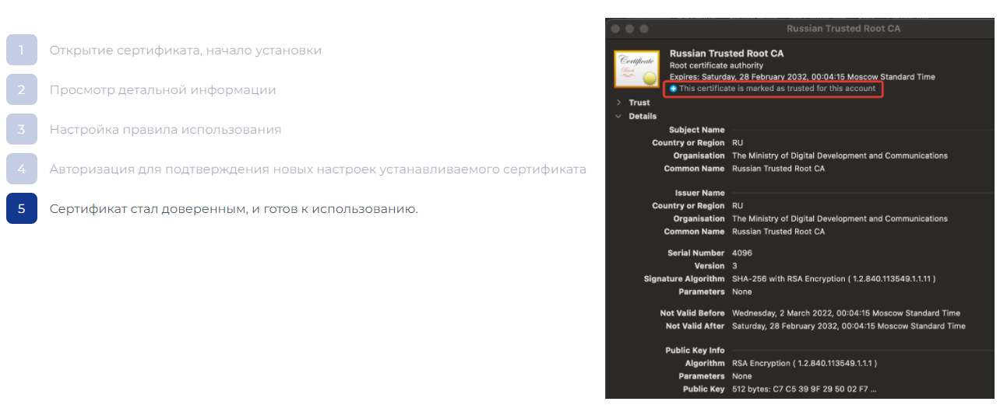 1 Открытие сертификата, начало установки
2 Просмотр детальной информации
3 Настройка правила использования
4 Авторизация для подтверждения новых настроек устанавливаемого сертификата
5 Сертификат стал доверенным, и готов к использованию.
Russian Trusted Root CA
Certificate
Root
Russian Trusted Root CA
Root certificate authority
Expires: Saturday, 28 February 2032, 00:04:15 Moscow Standard Time
This certificate is marked as trusted for this account
Trust
Details
Subject Name
Country or Region RU
Organisation The Ministry of Digital Development and Communications
Common Name Russian Trusted Root CA
Issuer Name
Country or Region RU
Organisation The Ministry of Digital Development and Communications
Common Name Russian Trusted Root CA
Serial Number 4096
Version 3
Signature Algorithm SHA-256 with RSA Encryption ( 1.2.840.113549.1.1.11 )
Parameters None
Not Valid Before Wednesday, 2 March 2022, 00:04:15 Moscow Standard Time
Not Valid After Saturday, 28 February 2032, 00:04:15 Moscow Standard Time
Public Key Info
Algorithm RSA Encryption ( 1.2.840.113549.1.1.1 )
Parameters None
Public Key 512 bytes: C7 C5 39 9F 29 50 02 F7 ...